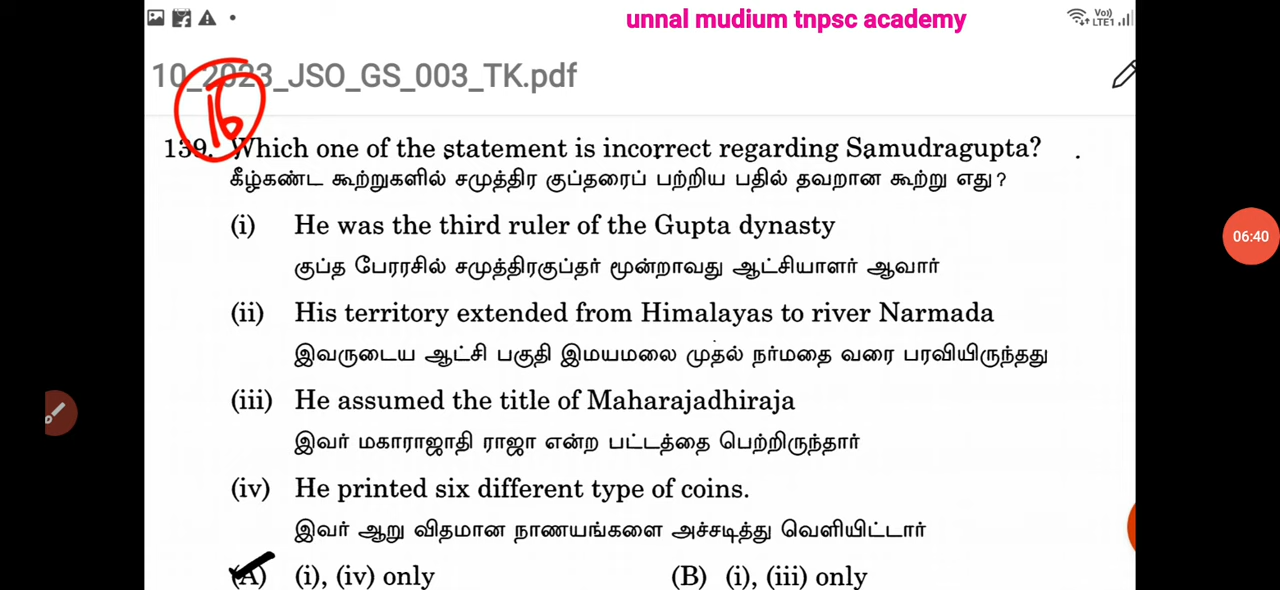 unnal mudium tnpsc academy
Vo))
LTE1
10_2023_JSO_GS_003_TK.pdf
16
06:40
139. Which one of the statement is incorrect regarding Samudragupta?
கீழ்கண்ட கூற்றுகளில் சமுத்திர குப்தரைப் பற்றிய பதில் தவறான கூற்று எது?
(i) He was the third ruler of the Gupta dynasty
குப்த பேரரசில் சமுத்திரகுப்தர் மூன்றாவது ஆட்சியாளர் ஆவார்
(ii) His territory extended from Himalayas to river Narmada
இவருடைய ஆட்சி பகுதி இமயமலை முதல் நர்மதை வரை பரவியிருந்தது
(iii) He assumed the title of Maharajadhiraja
இவர் மகாராஜாதி ராஜா என்ற பட்டத்தை பெற்றிருந்தார்
(iv) He printed six different type of coins.
இவர் ஆறு விதமான நாணயங்களை அச்சடித்து வெளியிட்டார்
(A) (i), (iv) only (B) (i), (iii) only